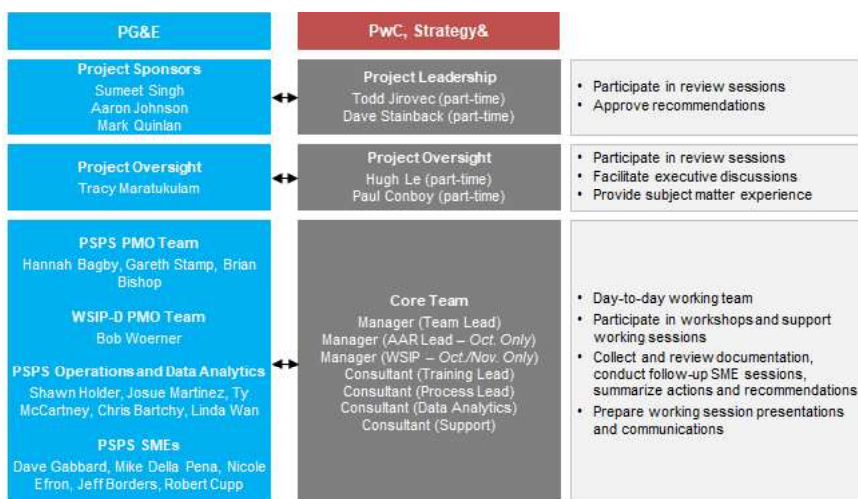 PG&E
PwC, Strategy&
Project Sponsors
Sumeet Singh
Aaron Johnson
Mark Quinlan
Project Leadership
Todd Jirovec (part-time)
Dave Stainback (part-time)
• Participate in review sessions
• Approve recommendations
Project Oversight
Tracy Maratukulam
Project Oversight
Hugh Le (part-time)
Paul Conboy (part-time)
• Participate in review sessions
• Facilitate executive discussions
• Provide subject matter experience
PSPS PMO Team
Hannah Bagby, Gareth Stamp, Brian
Bishop
WSIP-D PMO Team
Bob Woerner
PSPS Operations and Data Analytics
Shawn Holder, Josue Martinez, Ty
McCartney, Chris Bartchy, Linda Wan
PSPS SMEs
Dave Gabbard, Mike Della Pena, Nicole
Efron, Jeff Borders, Robert Cupp
Core Team
Manager (Team Lead)
Manager (AAR Lead – Oct. Only)
Manager (WSIP – Oct./Nov. Only)
Consultant (Training Lead)
Consultant (Process Lead)
Consultant (Data Analytics)
Consultant (Support)
• Day-to-day working team
• Participate in workshops and support
working sessions
• Collect and review documentation,
conduct follow-up SME sessions,
summarize actions and recommendations
• Prepare working session presentations
and communications